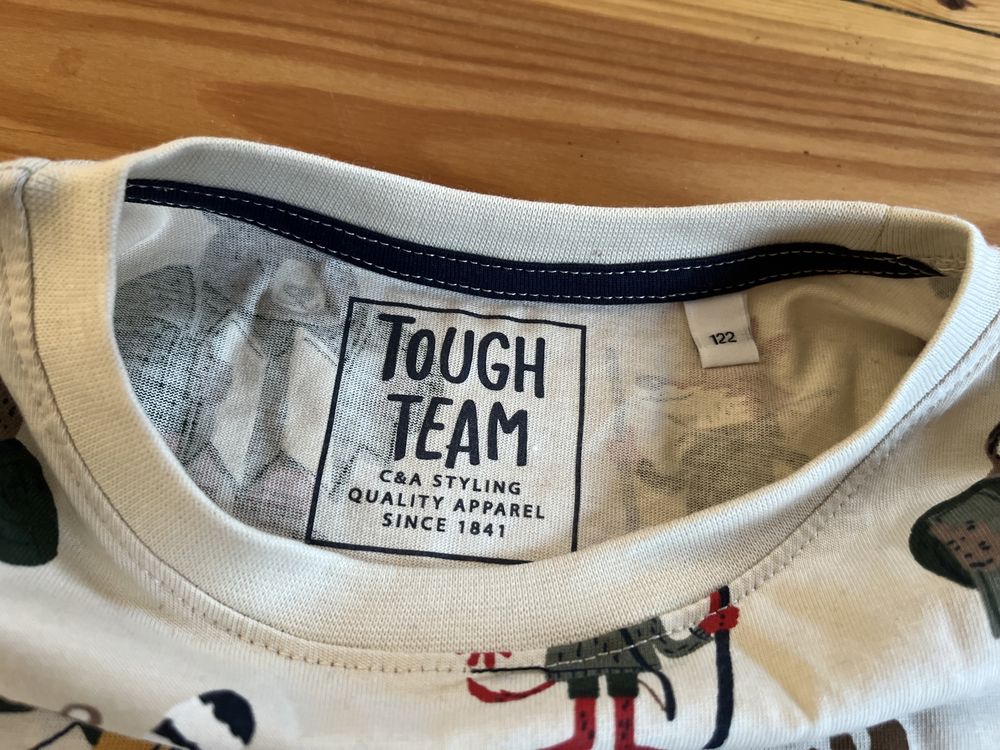 TOUGH
TEAM
C&A STYLING
QUALITY APPAREL
SINCE 1841
122